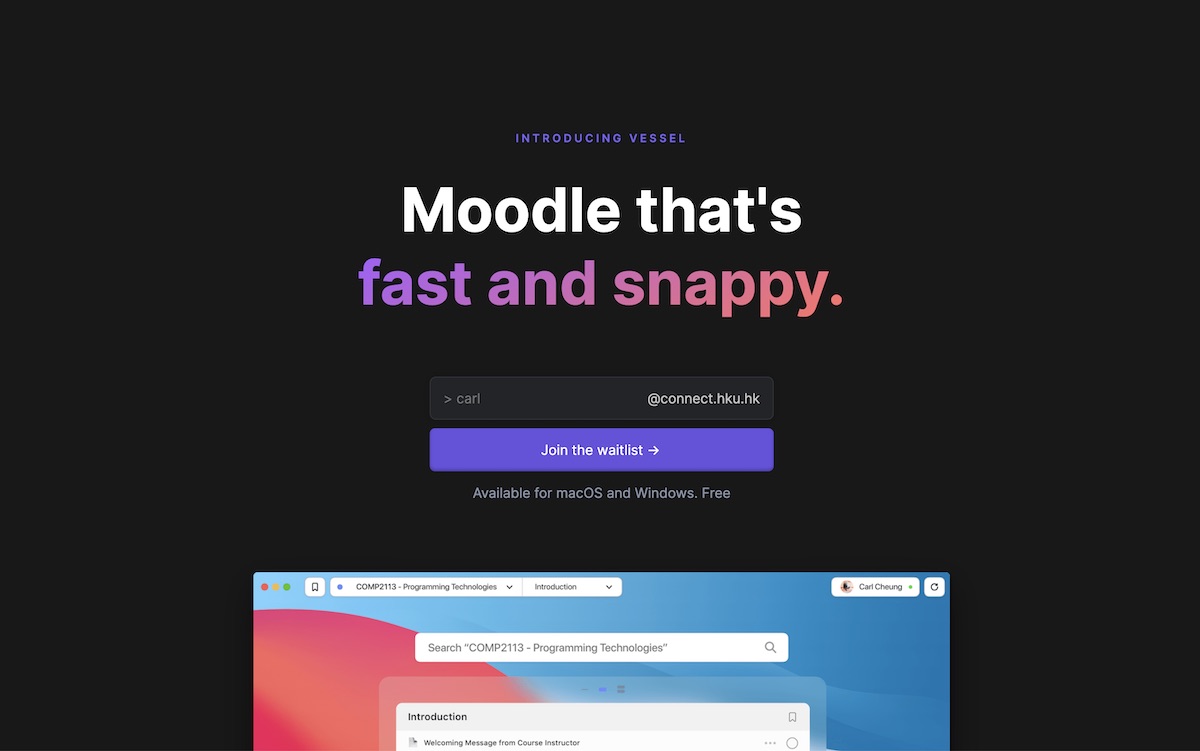 INTRODUCING VESSEL
Moodle that's
fast and snappy.
> carl @connect.hku.hk
Join the waitlist →
Available for macOS and Windows. Free
COMP2113 - Programming Technologies Introduction Carl Cheung
Search “COMP2113 - Programming Technologies”
Introduction
Welcoming Message from Course Instructor